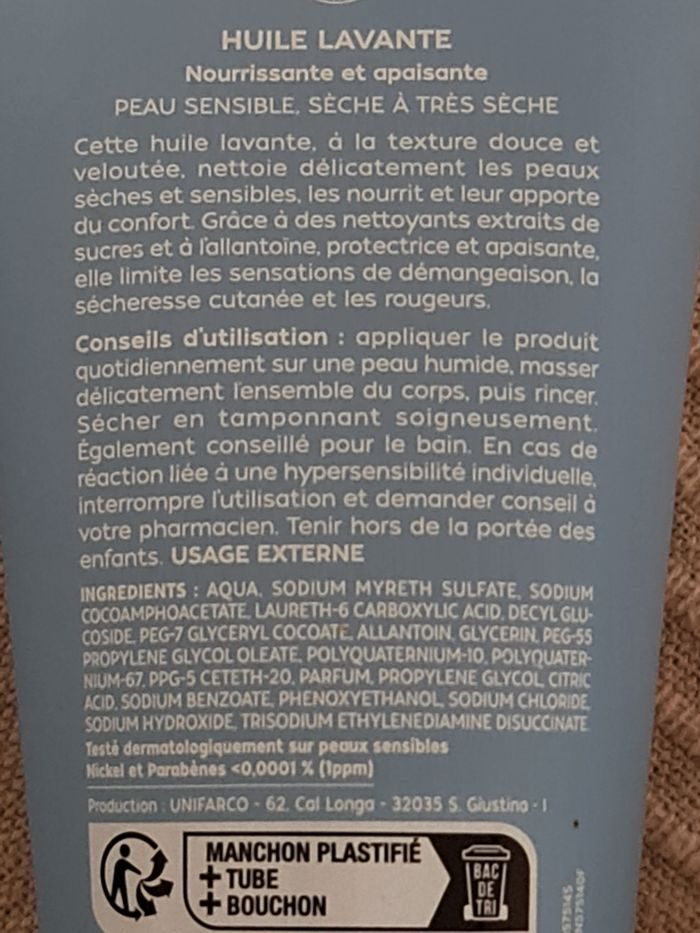 HUILE LAVANTE
Nourrissante et apaisante
PEAU SENSIBLE, SÈCHE À TRÈS SÈCHE
Cette huile lavante, à la texture douce et
veloutée, nettoie délicatement les peaux
sèches et sensibles, les nourrit et leur apporte
du confort. Grâce à des nettoyants extraits de
sucres et à l'allantoïne, protectrice et apaisante,
elle limite les sensations de démangeaison, la
sécheresse cutanée et les rougeurs.
Conseils d'utilisation : appliquer le produit
quotidiennement sur une peau humide, masser
délicatement l'ensemble du corps, puis rincer.
Sécher en tamponnant soigneusement.
Également conseillé pour le bain. En cas de
réaction liée à une hypersensibilité individuelle,
interrompre l'utilisation et demander conseil à
votre pharmacien. Tenir hors de la portée des
enfants. USAGE EXTERNE
INGREDIENTS : AQUA, SODIUM MYRETH SULFATE, SODIUM
COCOAMPHOACETATE, LAURETH-6 CARBOXYLIC ACID, DECYL GLU-
COSIDE, PEG-7 GLYCERYL COCOATE, ALLANTOIN, GLYCERIN, PEG-55
PROPYLENE GLYCOL OLEATE, POLYQUATERNIUM-10, POLYQUATER-
NIUM-67, PPG-5 CETETH-20, PARFUM, PROPYLENE GLYCOL, CITRIC
ACID, SODIUM BENZOATE, PHENOXYETHANOL, SODIUM CHLORIDE,
SODIUM HYDROXIDE, TRISODIUM ETHYLENEDIAMINE DISUCCINATE
Testé dermatologiquement sur peaux sensibles
Nickel et Parabènes <0,0001 % (1ppm)
Production : UNIFARCO - 62, Cal Longa - 32035 S. Giustina - I
MANCHON PLASTIFIÉ
+ TUBE
+ BOUCHON
BAC
DE
TRI